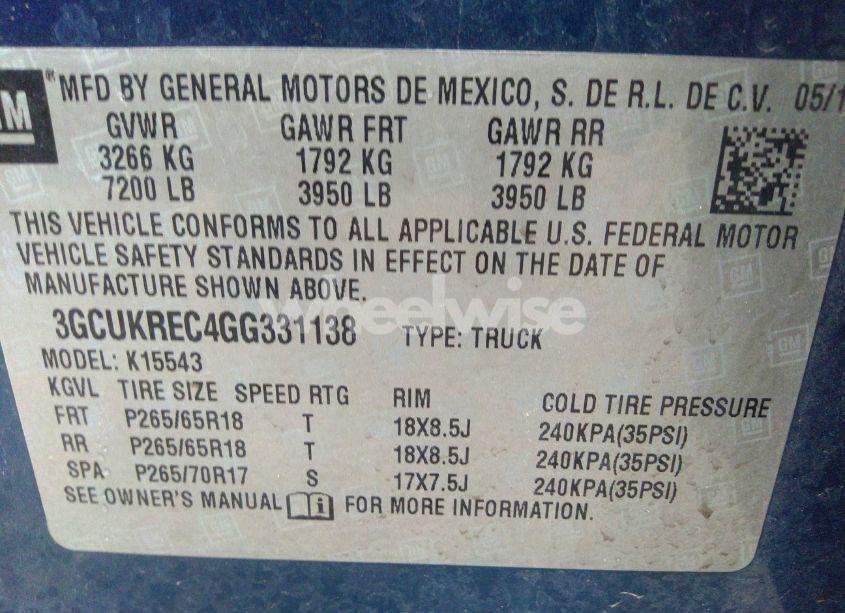 GM
® MFD BY GENERAL MOTORS DE MEXICO, S. DE R.L. DE C.V. 05/1
GVWR GAWR FRT GAWR RR
3266 KG 1792 KG 1792 KG
7200 LB 3950 LB 3950 LB
THIS VEHICLE CONFORMS TO ALL APPLICABLE U.S. FEDERAL MOTOR
VEHICLE SAFETY STANDARDS IN EFFECT ON THE DATE OF
MANUFACTURE SHOWN ABOVE.
wheelwise
3GCUKREC4GG331138 TYPE: TRUCK
MODEL: K15543
KGVL TIRE SIZE SPEED RTG RIM COLD TIRE PRESSURE
FRT P265/65R18 T 18X8.5J 240KPA(35PSI)
RR P265/65R18 T 18X8.5J 240KPA(35PSI)
SPA P265/70R17 S 17X7.5J 240KPA(35PSI)
SEE OWNER'S MANUAL i FOR MORE INFORMATION.